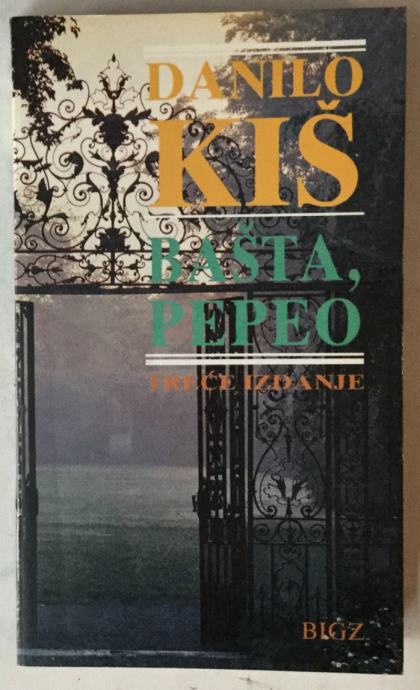 DANILO
KIŠ
BAŠTA,
PEPEO
TREĆE IZDANJE
BIGZ